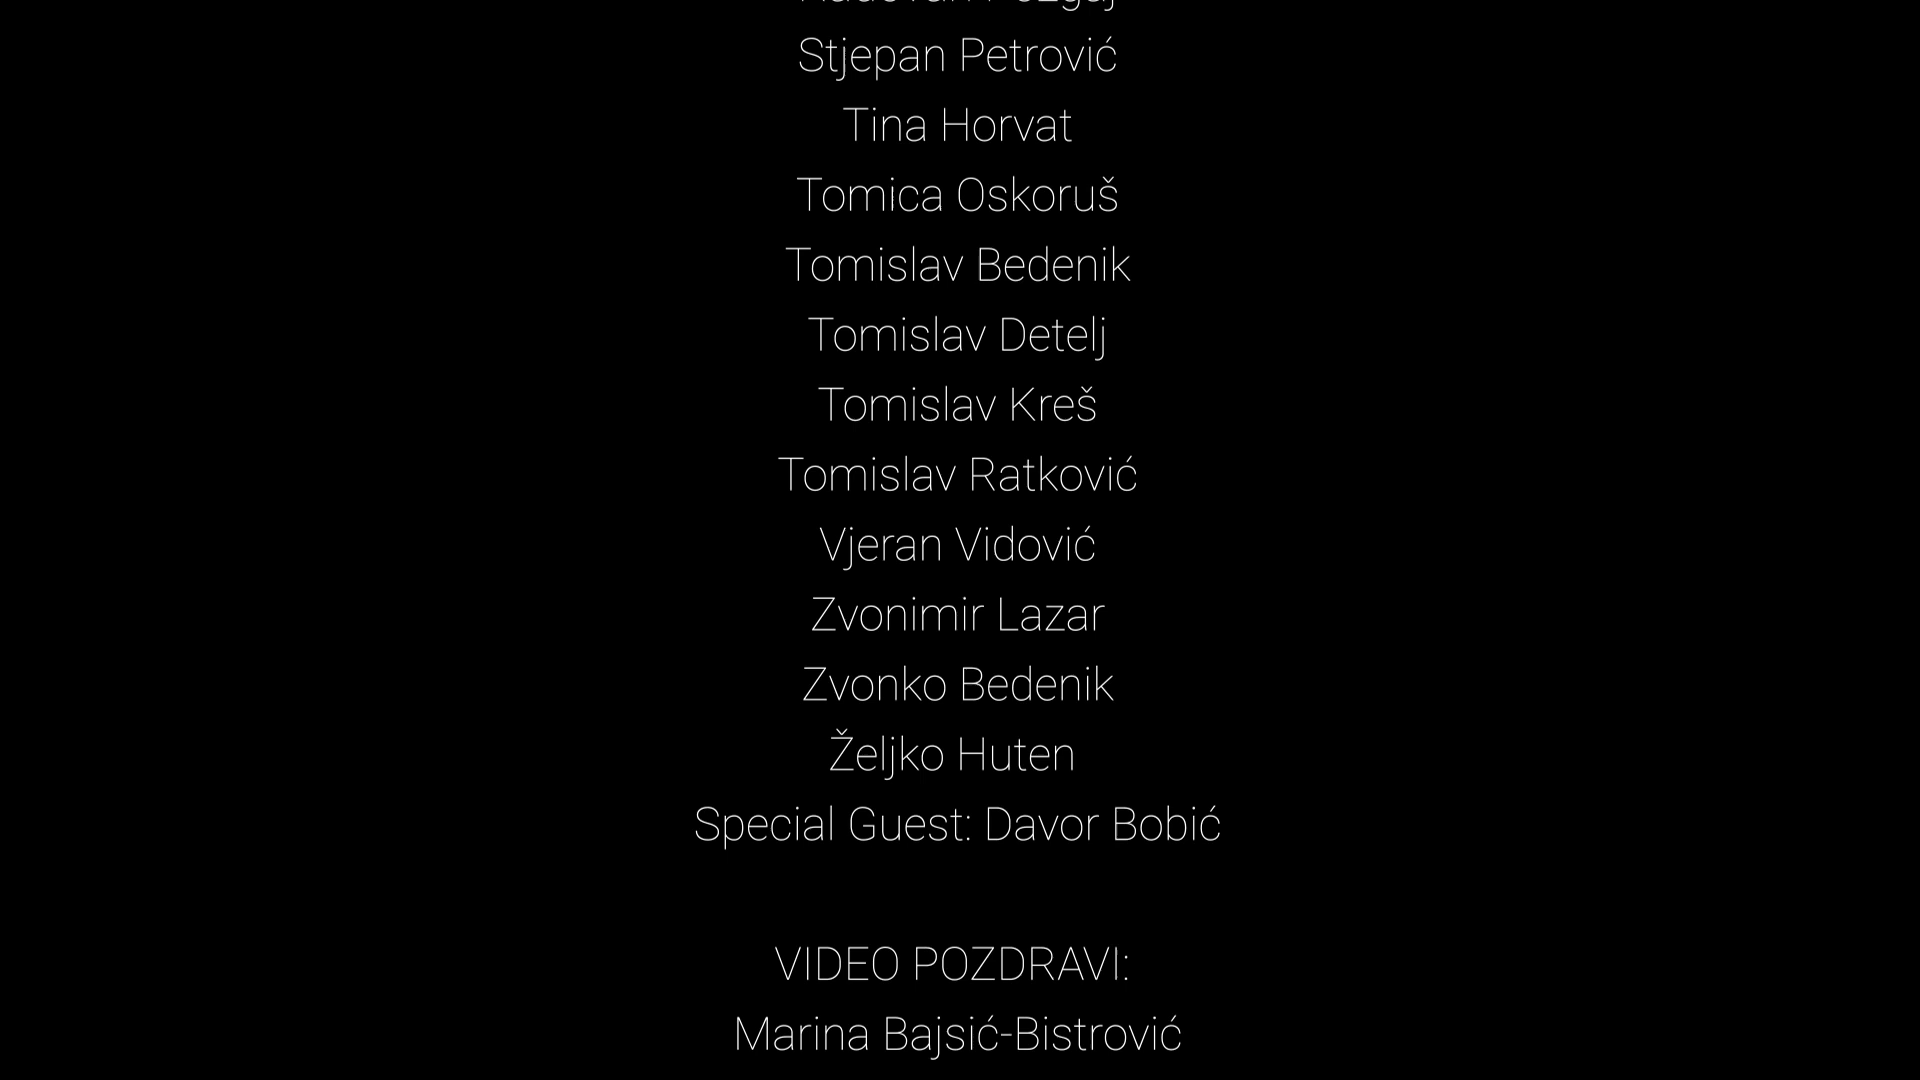 Stjepan Petrović
Tina Horvat
Tomica Oskoruš
Tomislav Bedenik
Tomislav Detelj
Tomislav Kreš
Tomislav Ratković
Vjeran Vidović
Zvonimir Lazar
Zvonko Bedenik
Željko Huten
Special Guest: Davor Bobić
VIDEO POZDRAVI:
Marina Bajsić-Bistrović